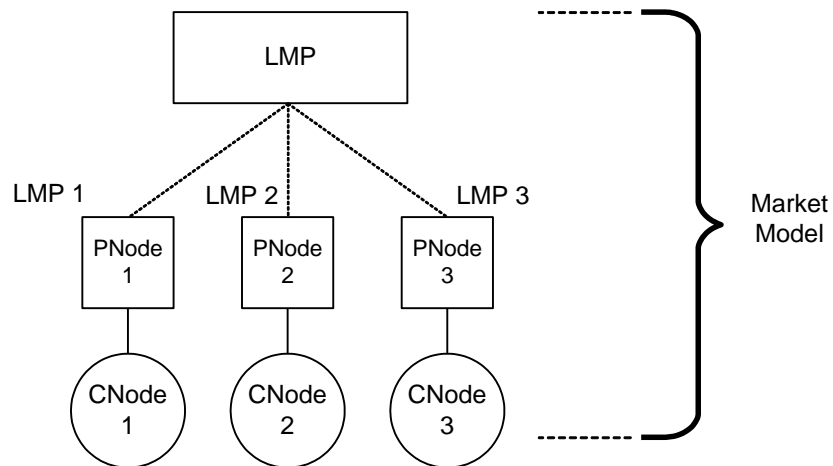 LMP
LMP 1
LMP 2
LMP 3
PNode
1
PNode
2
PNode
3
Market
Model
CNode
1
CNode
2
CNode
3